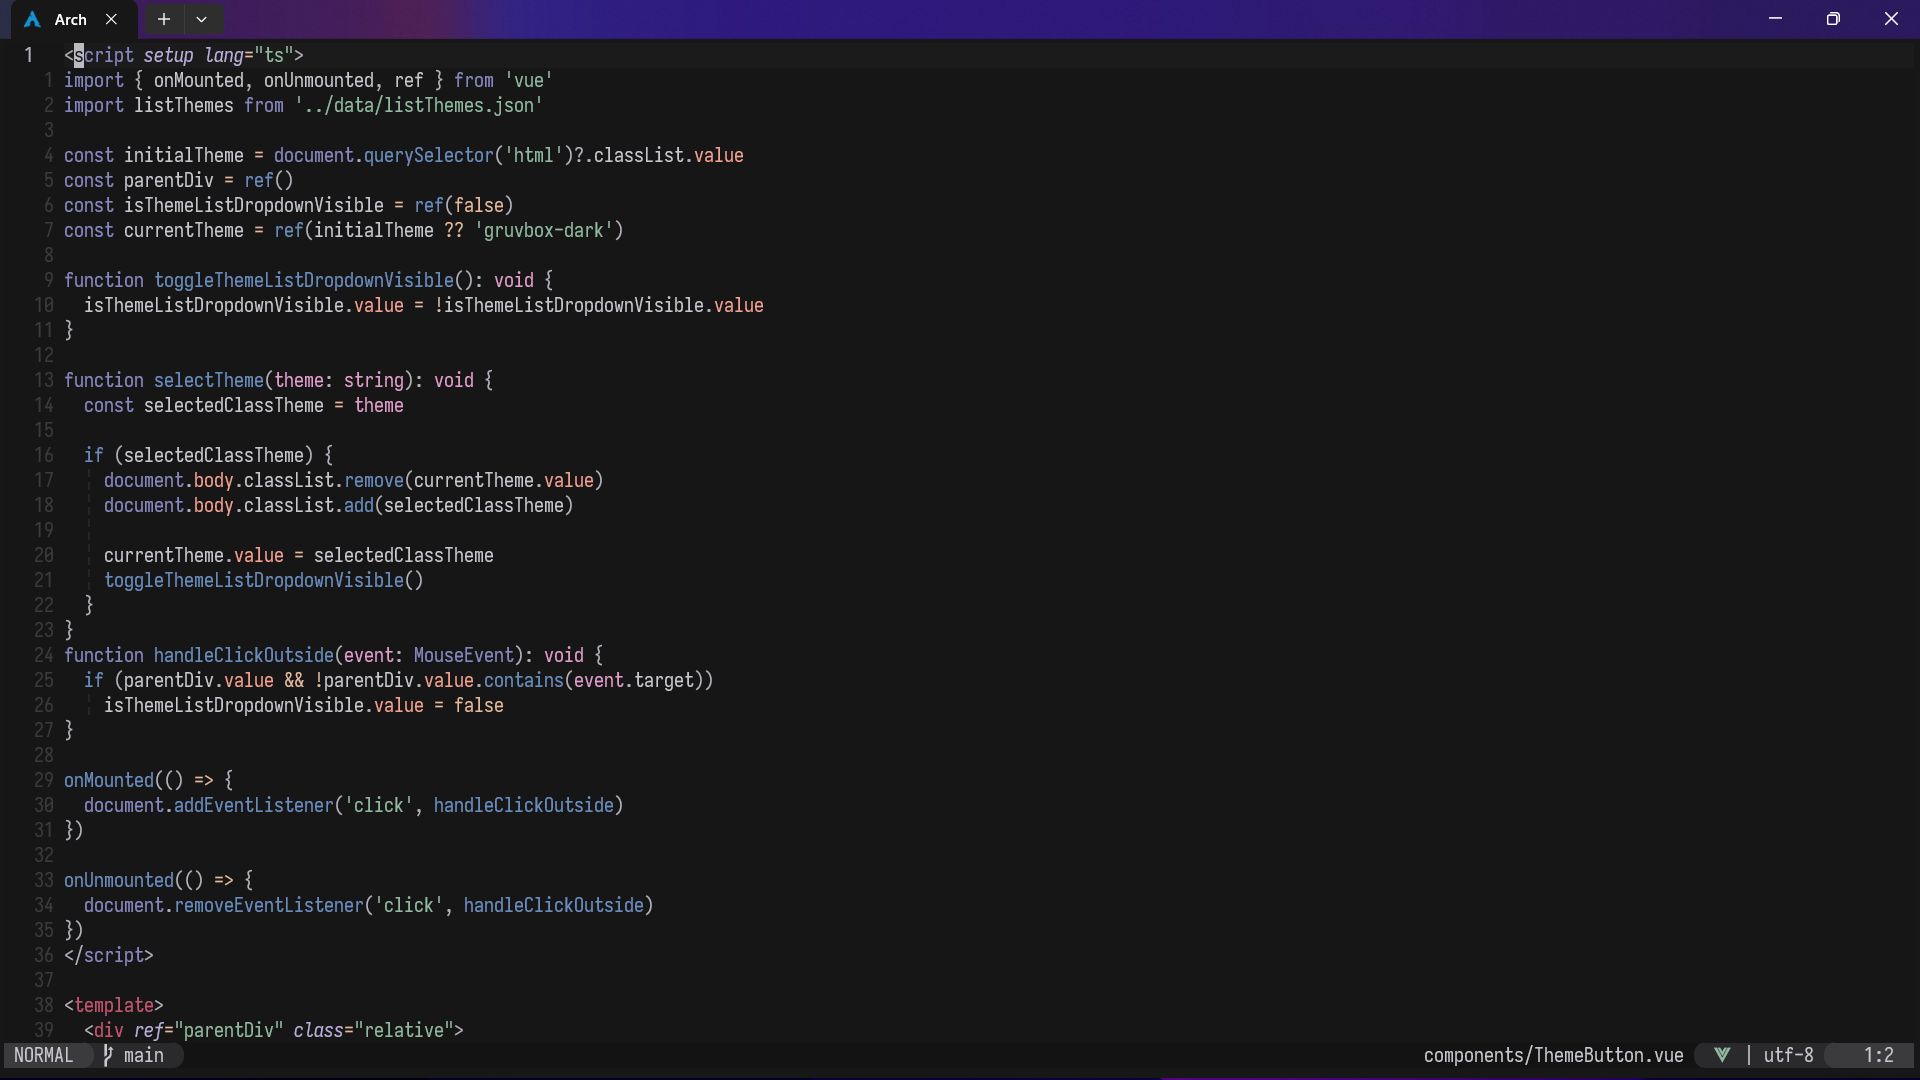 Arch
1 <script setup lang="ts">
1 import { onMounted, onUnmounted, ref } from 'vue'
2 import listThemes from '../data/listThemes.json'
3
4 const initialTheme = document.querySelector('html')?.classList.value
5 const parentDiv = ref()
6 const isThemeListDropdownVisible = ref(false)
7 const currentTheme = ref(initialTheme ?? 'gruvbox-dark')
8
9 function toggleThemeListDropdownVisible(): void {
10   isThemeListDropdownVisible.value = !isThemeListDropdownVisible.value
11 }
12
13 function selectTheme(theme: string): void {
14   const selectedClassTheme = theme
15
16   if (selectedClassTheme) {
17     document.body.classList.remove(currentTheme.value)
18     document.body.classList.add(selectedClassTheme)
19
20     currentTheme.value = selectedClassTheme
21     toggleThemeListDropdownVisible()
22   }
23 }
24 function handleClickOutside(event: MouseEvent): void {
25   if (parentDiv.value && !parentDiv.value.contains(event.target))
26     isThemeListDropdownVisible.value = false
27 }
28
29 onMounted(() => {
30   document.addEventListener('click', handleClickOutside)
31 })
32
33 onUnmounted(() => {
34   document.removeEventListener('click', handleClickOutside)
35 })
36 </script>
37
38 <template>
39   <div ref="parentDiv" class="relative">
NORMAL main components/ThemeButton.vue | utf-8 1:2